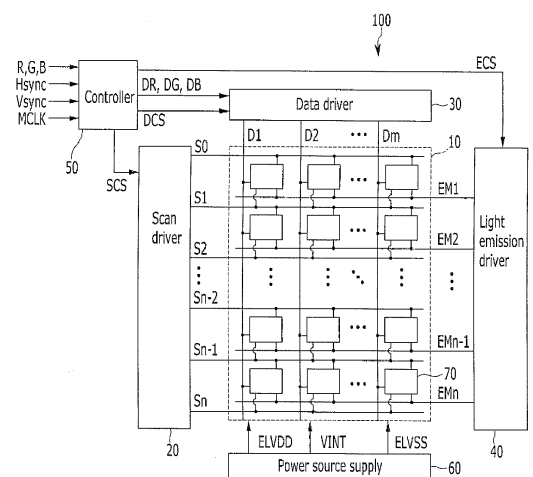 100
R,G,B
Hsync
Vsync
MCLK
Controller
50
DR, DG, DB
DCS
ECS
SCS
Data driver
30
D1 D2 ... Dm
10
S0
S1
S2
Sn-2
Sn-1
Sn
Scan
driver
20
EM1
EM2
EMn-1
70
EMn
Light
emission
driver
40
ELVDD VINT ELVSS
Power source supply
60